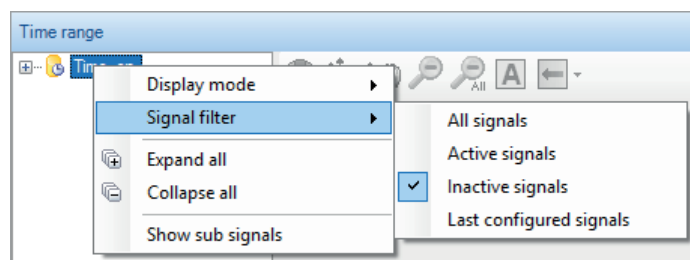 Time range
Display mode
Signal filter
Expand all
Collapse all
Show sub signals
All
A
All signals
Active signals
Inactive signals
Last configured signals